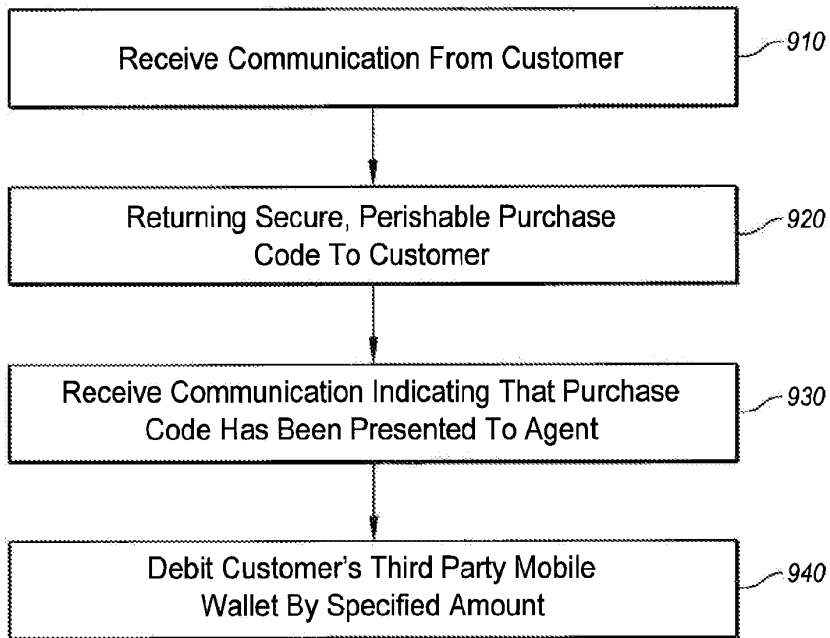 Receive Communication From Customer
910
Returning Secure, Perishable Purchase
Code To Customer
920
Receive Communication Indicating That Purchase
Code Has Been Presented To Agent
930
Debit Customer's Third Party Mobile
Wallet By Specified Amount
940